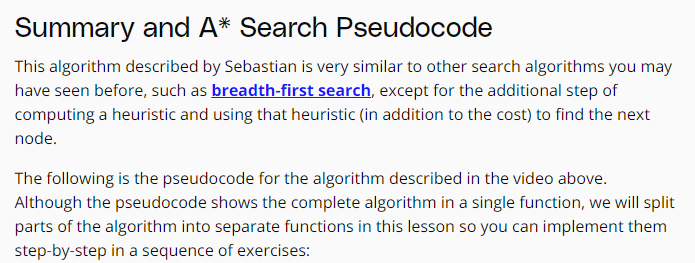 Summary and A* Search Pseudocode
This algorithm described by Sebastian is very similar to other search algorithms you may
have seen before, such as breadth-first search, except for the additional step of
computing a heuristic and using that heuristic (in addition to the cost) to find the next
node.
The following is the pseudocode for the algorithm described in the video above.
Although the pseudocode shows the complete algorithm in a single function, we will split
parts of the algorithm into separate functions in this lesson so you can implement them
step-by-step in a sequence of exercises: